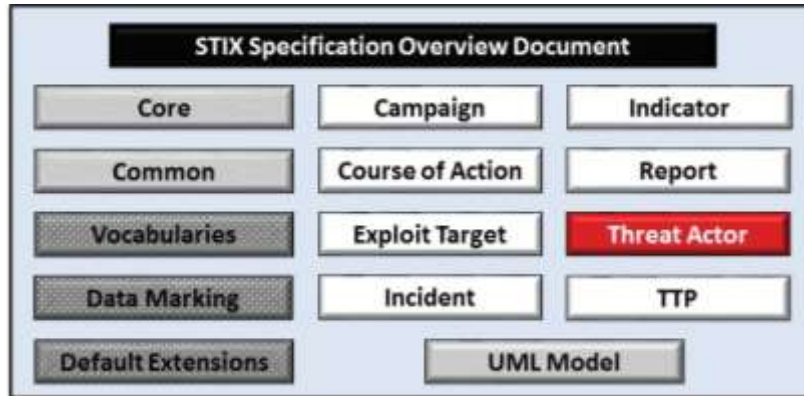 STIX Specification Overview Document
Core Campaign Indicator
Common Course of Action Report
Vocabularies Exploit Target Threat Actor
Data Marking Incident TTP
Default Extensions UML Model